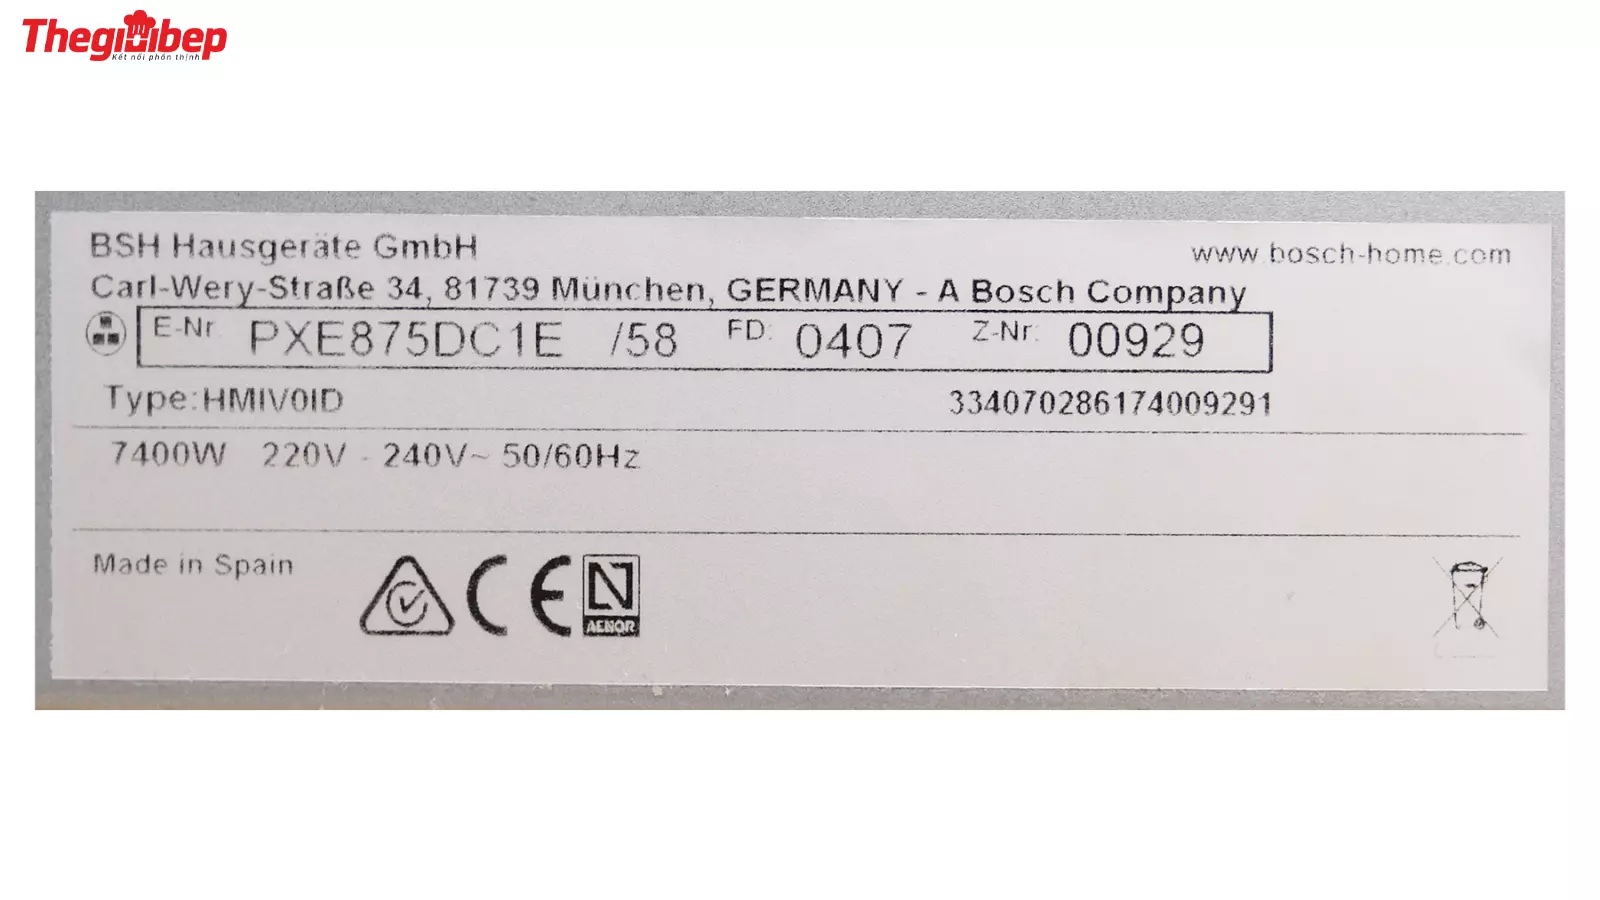 Thegioibep
Kết nối phồn thịnh
BSH Hausgeräte GmbH
www.bosch-home.com
Carl-Wery-Straße 34, 81739 München, GERMANY - A Bosch Company
E-Nr. PXE875DC1E /58 FD: 0407 Z-Nr: 00929
Type:HMIV0ID 334070286174009291
7400W 220V - 240V~ 50/60Hz
Made in Spain
CE
N
AENOR